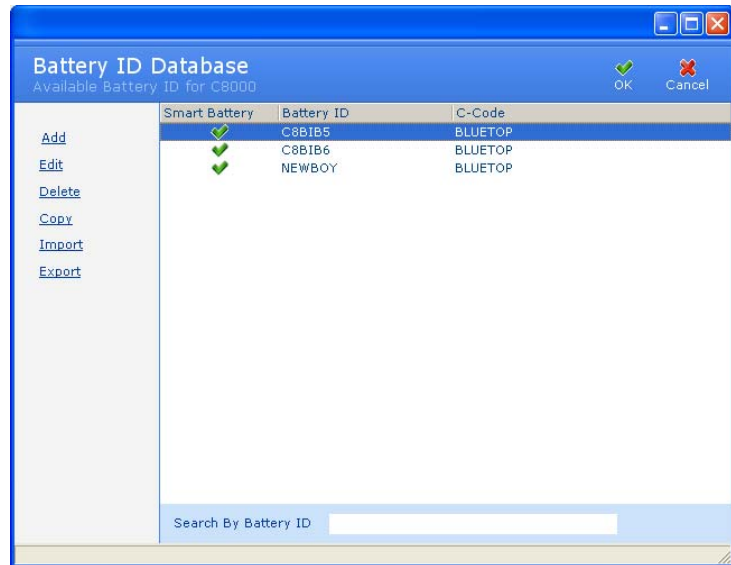 Battery ID Database
Available Battery ID for C8000
OK Cancel
Smart Battery Battery ID C-Code
C8BIB5 BLUETOP
C8BIB6 BLUETOP
NEWBOY BLUETOP
Add
Edit
Delete
Copy
Import
Export
Search By Battery ID